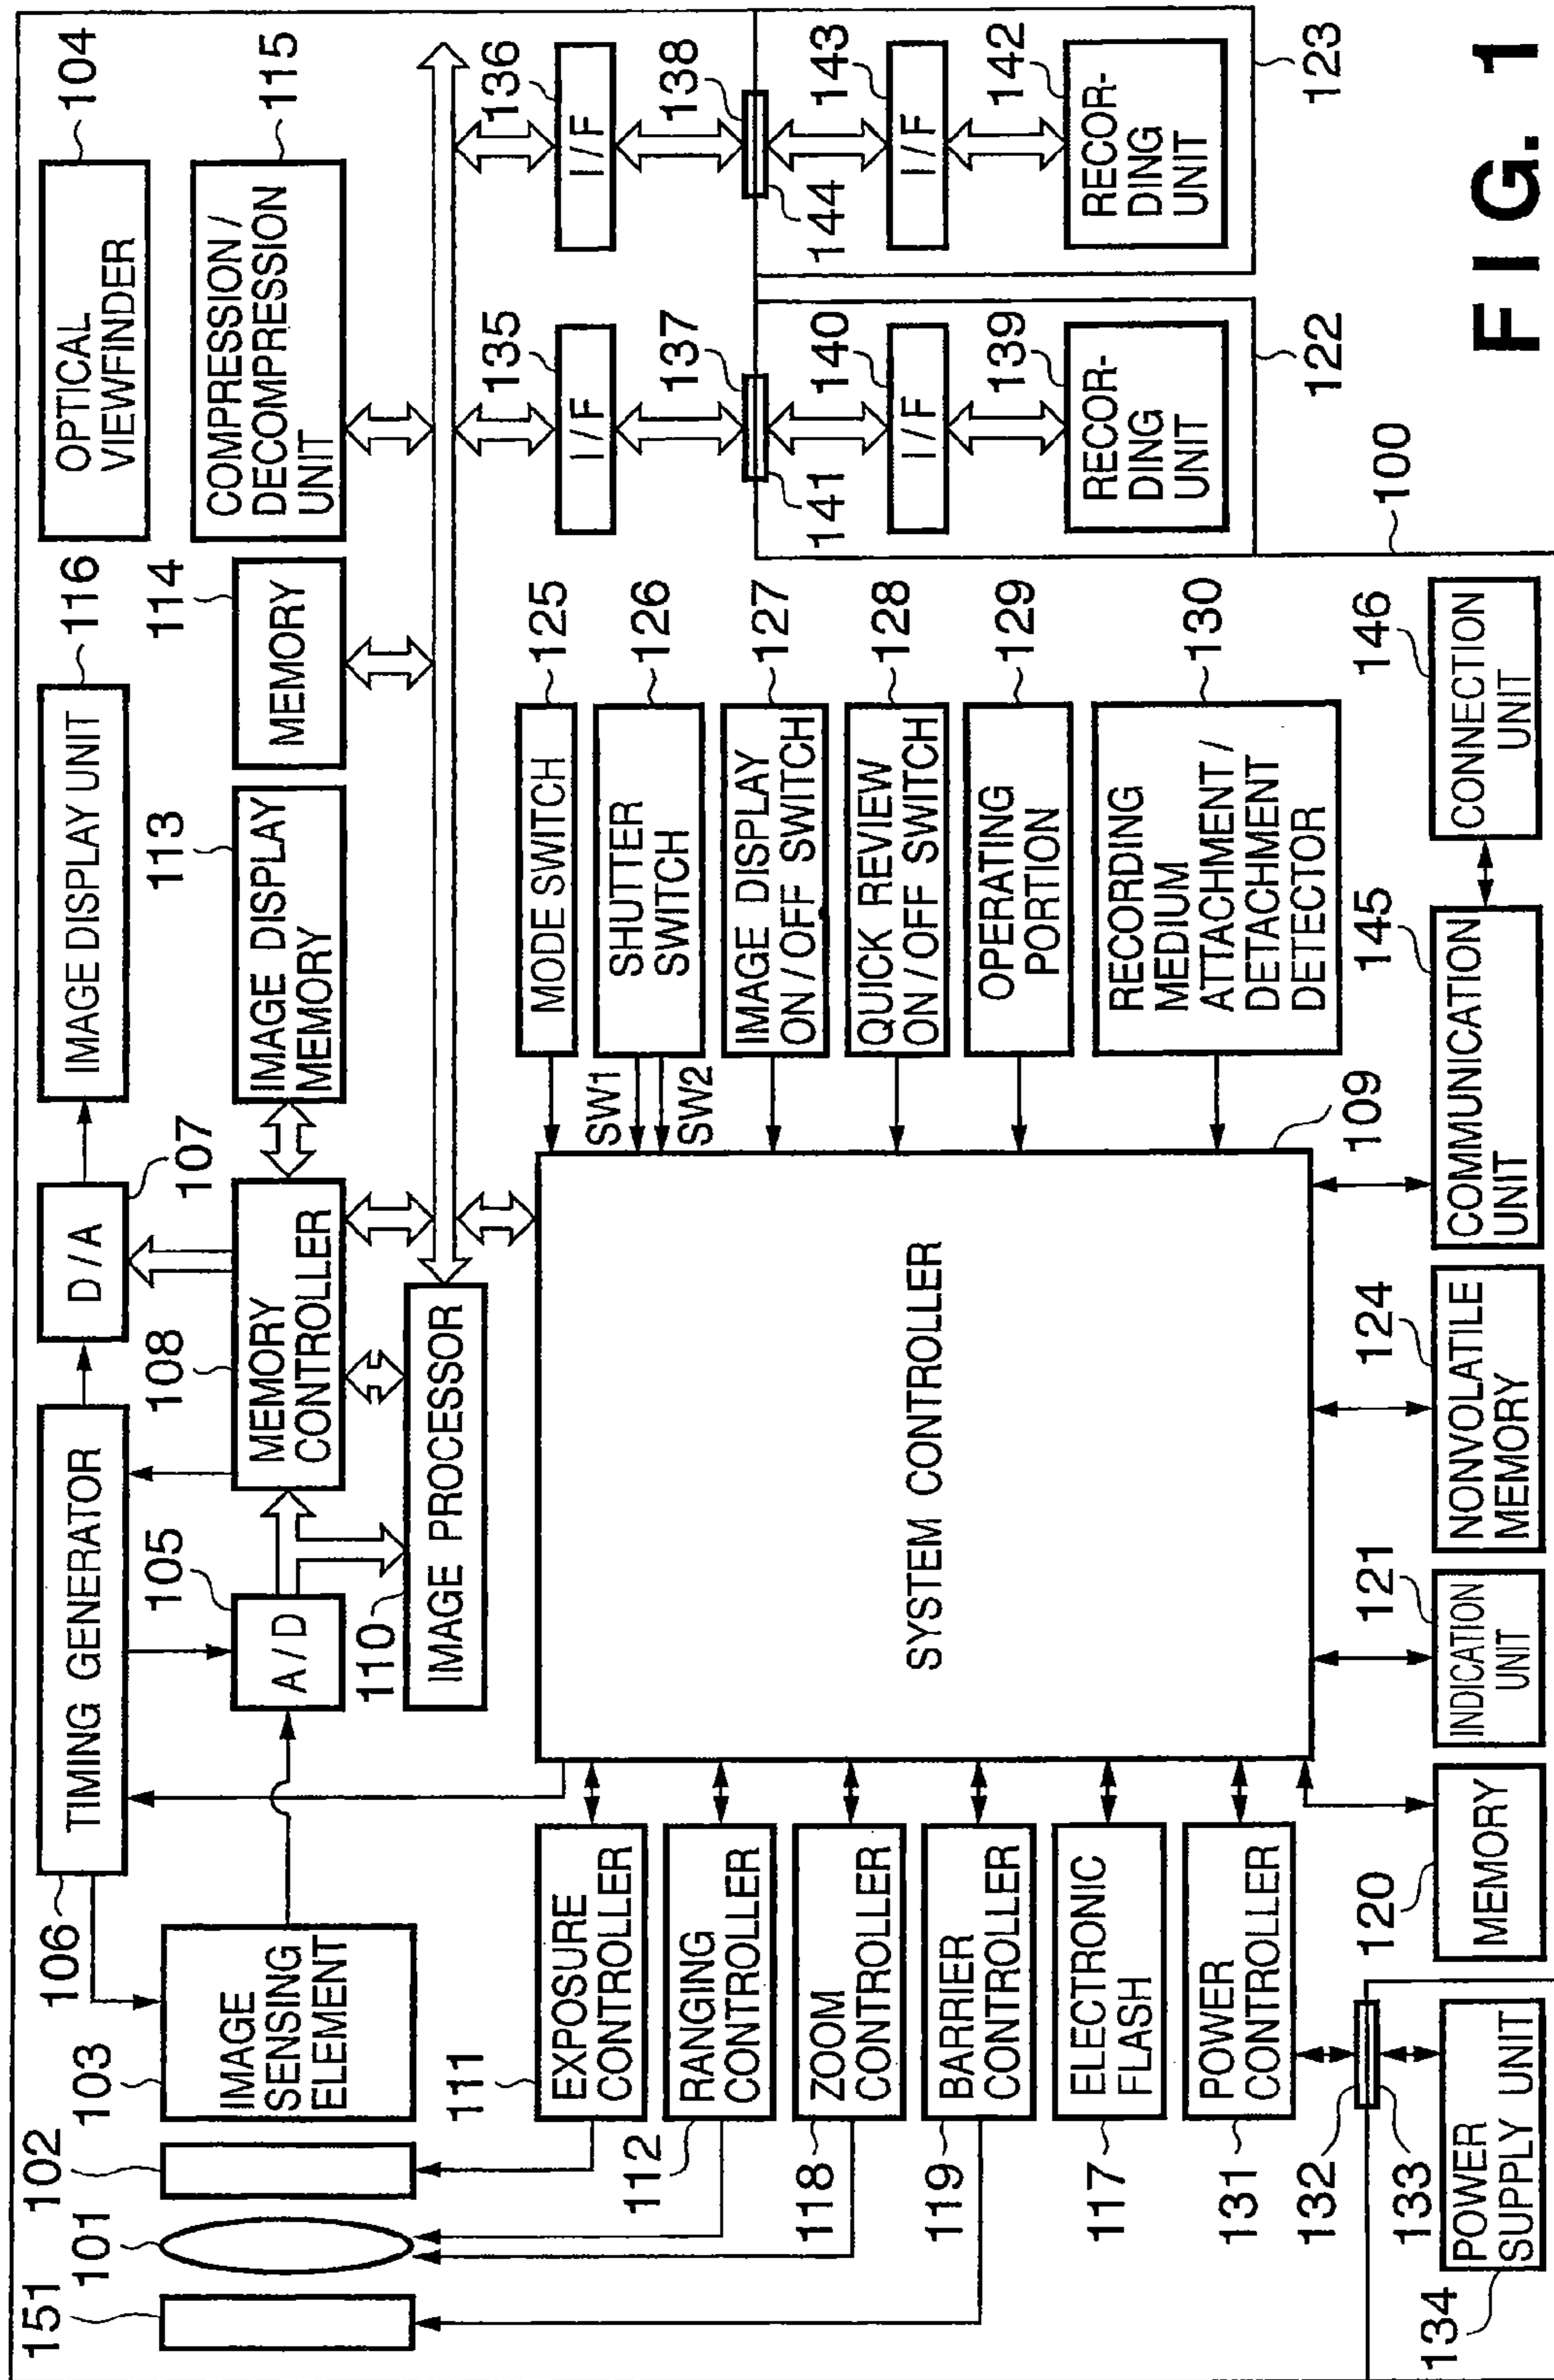 151
101
102
103
IMAGE
SENSING
ELEMENT
106
TIMING GENERATOR
105
A/D
110
IMAGE PROCESSOR
108
MEMORY
CONTROLLER
D/A
107
IMAGE DISPLAY UNIT
116
113
IMAGE DISPLAY
MEMORY
114
MEMORY
OPTICAL
VIEWFINDER
104
COMPRESSION/
DECOMPRESSION
UNIT
115
111
EXPOSURE
CONTROLLER
112
RANGING
CONTROLLER
118
ZOOM
CONTROLLER
119
BARRIER
CONTROLLER
117
ELECTRONIC
FLASH
131
POWER
CONTROLLER
132
133
134
POWER
SUPPLY UNIT
SYSTEM CONTROLLER
109
MODE SWITCH
125
SW1
SW2
SHUTTER
SWITCH
126
IMAGE DISPLAY
ON/OFF SWITCH
127
QUICK REVIEW
ON/OFF SWITCH
128
OPERATING
PORTION
129
RECORDING
MEDIUM
ATTACHMENT/
DETACHMENT
DETECTOR
130
120
MEMORY
121
INDICATION
UNIT
124
NONVOLATILE
MEMORY
145
COMMUNICATION
UNIT
146
CONNECTION
UNIT
135
I/F
137
141
140
I/F
139
RECOR-
DING
UNIT
122
136
I/F
138
144
143
I/F
142
RECOR-
DING
UNIT
123
100
FIG. 1